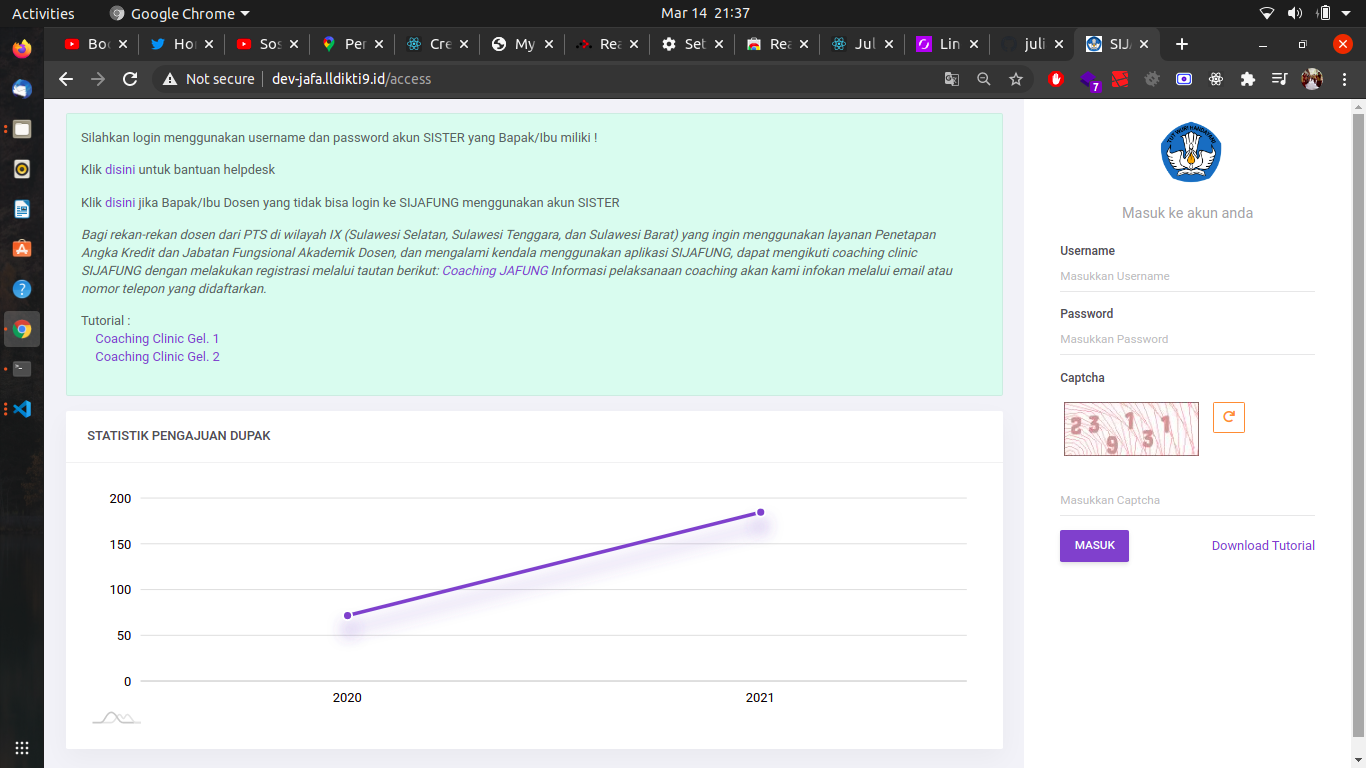 Activities
Google Chrome
Mar 14 21:37
Boo
Hon
Sos
Per
Cre
My
Rea
Set
Rea
Jul
Lin
juli
SIJ
Not secure
dev-jafa.lldikti9.id/access
7
Silahkan login menggunakan username dan password akun SISTER yang Bapak/Ibu miliki !
Klik disini untuk bantuan helpdesk
Klik disini jika Bapak/Ibu Dosen yang tidak bisa login ke SIJAFUNG menggunakan akun SISTER
Bagi rekan-rekan dosen dari PTS di wilayah IX (Sulawesi Selatan, Sulawesi Tenggara, dan Sulawesi Barat) yang ingin menggunakan layanan Penetapan
Angka Kredit dan Jabatan Fungsional Akademik Dosen, dan mengalami kendala menggunakan aplikasi SIJAFUNG, dapat mengikuti coaching clinic
SIJAFUNG dengan melakukan registrasi melalui tautan berikut: Coaching JAFUNG Informasi pelaksanaan coaching akan kami infokan melalui email atau
nomor telepon yang didaftarkan.
Tutorial :
Coaching Clinic Gel. 1
Coaching Clinic Gel. 2
STATISTIK PENGAJUAN DUPAK
200
150
100
50
0
2020
2021
TUT WURI HANDAYANI
Masuk ke akun anda
Username
Masukkan Username
Password
Masukkan Password
Captcha
23 9 1 3 1
Masukkan Captcha
MASUK
Download Tutorial